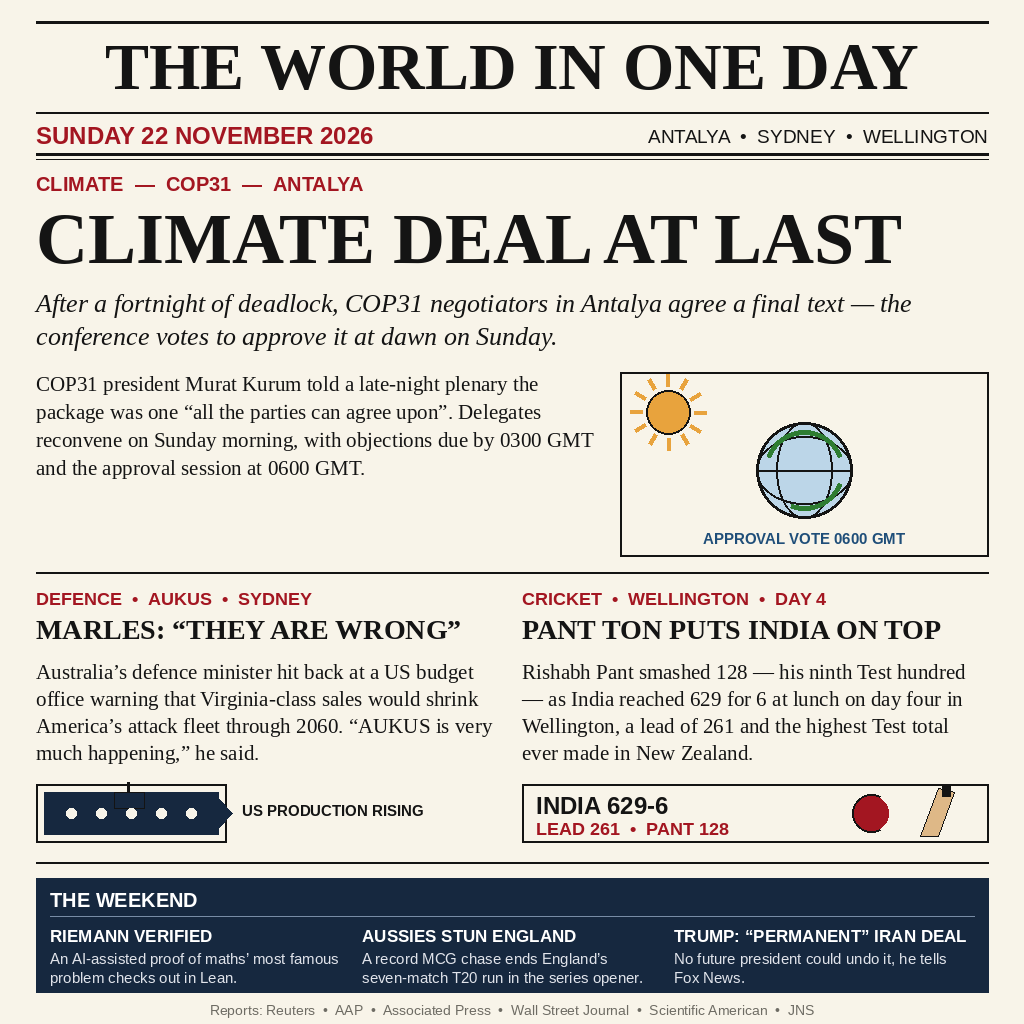 THE WORLD IN ONE DAY
SUNDAY 22 NOVEMBER 2026
ANTALYA • SYDNEY • WELLINGTON
CLIMATE — COP31 — ANTALYA
CLIMATE DEAL AT LAST
After a fortnight of deadlock, COP31 negotiators in Antalya agree a final text — the
conference votes to approve it at dawn on Sunday.
COP31 president Murat Kurum told a late-night plenary the
package was one “all the parties can agree upon”. Delegates
reconvene on Sunday morning, with objections due by 0300 GMT
and the approval session at 0600 GMT.
APPROVAL VOTE 0600 GMT
DEFENCE • AUKUS • SYDNEY
MARLES: “THEY ARE WRONG”
Australia’s defence minister hit back at a US budget
office warning that Virginia-class sales would shrink
America’s attack fleet through 2060. “AUKUS is very
much happening,” he said.
US PRODUCTION RISING
CRICKET • WELLINGTON • DAY 4
PANT TON PUTS INDIA ON TOP
Rishabh Pant smashed 128 — his ninth Test hundred
— as India reached 629 for 6 at lunch on day four in
Wellington, a lead of 261 and the highest Test total
ever made in New Zealand.
INDIA 629-6
LEAD 261 • PANT 128
THE WEEKEND
RIEMANN VERIFIED
An AI-assisted proof of maths’ most famous
problem checks out in Lean.
AUSSIES STUN ENGLAND
A record MCG chase ends England’s
seven-match T20 run in the series opener.
TRUMP: “PERMANENT” IRAN DEAL
No future president could undo it, he tells
Fox News.
Reports: Reuters • AAP • Associated Press • Wall Street Journal • Scientific American • JNS